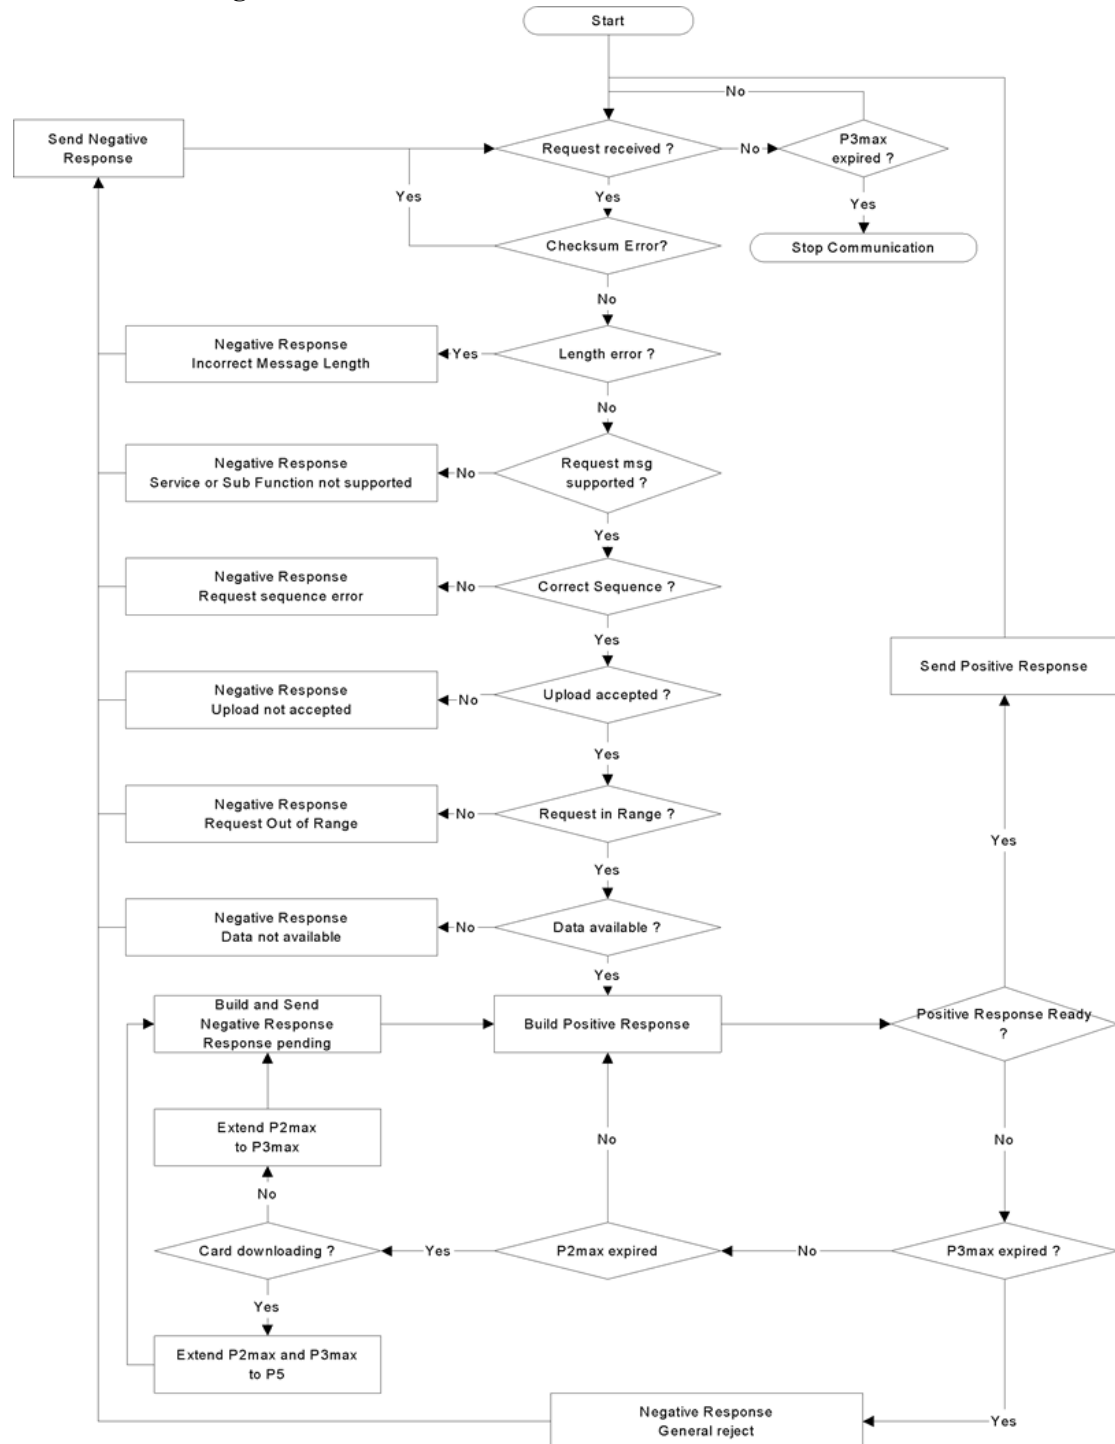 Start
No
Send Negative
Response
Request received ?
No
P3max
expired ?
Yes
Yes
Yes
Checksum Error?
Stop Communication
No
Negative Response
Incorrect Message Length
Yes
Length error ?
No
Negative Response
Service or Sub Function not supported
No
Request msg
supported ?
Yes
Negative Response
Request sequence error
No
Correct Sequence ?
Yes
Send Positive Response
Negative Response
Upload not accepted
No
Upload accepted ?
Yes
Negative Response
Request Out of Range
No
Request in Range ?
Yes
Yes
Negative Response
Data not available
No
Data available ?
Yes
Build and Send
Negative Response
Response pending
Build Positive Response
Positive Response Ready
?
Extend P2max
to P3max
No
No
No
Card downloading ?
Yes
P2max expired
No
P3max expired ?
Yes
Extend P2max and P3max
to P5
Negative Response
General reject
Yes